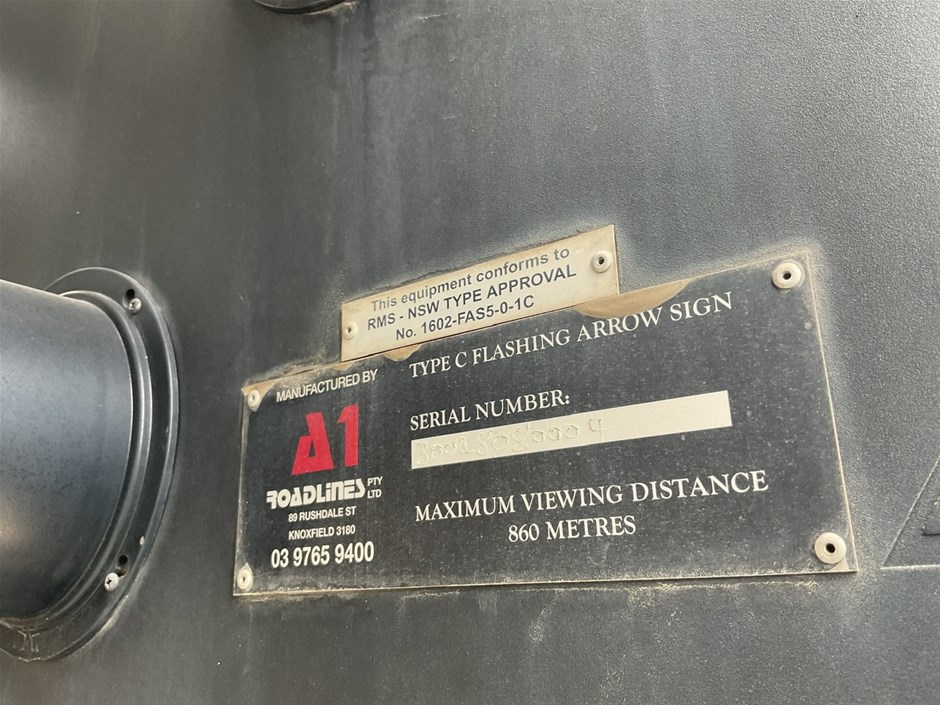 This equipment conforms to
RMS - NSW TYPE APPROVAL
No. 1602-FAS5-0-1C
MANUFACTURED BY
A1
ROADLINES PTY LTD
89 RUSHDALE ST
KNOXFIELD 3180
03 9765 9400
TYPE C FLASHING ARROW SIGN
SERIAL NUMBER:
MAXIMUM VIEWING DISTANCE
860 METRES